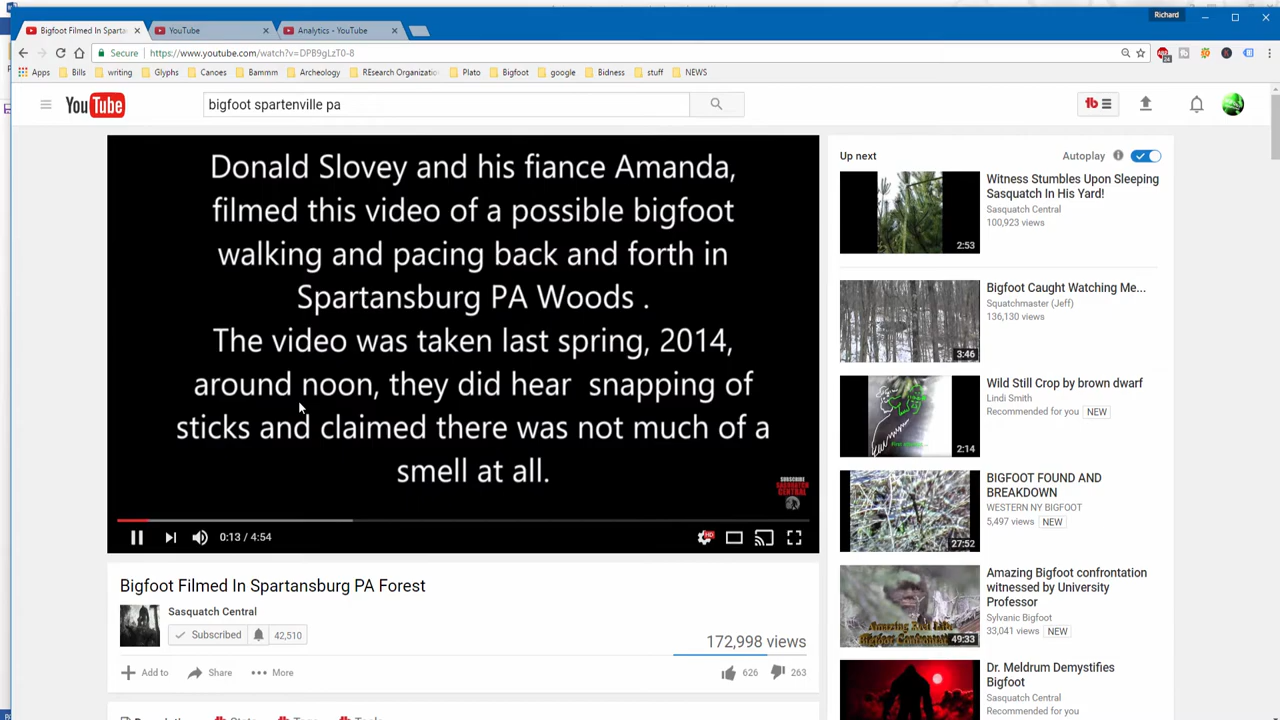 Richard
Bigfoot Filmed In Sparta
YouTube
Analytics - YouTube
Secure
https://www.youtube.com/watch?v=DPB9gLzT0-8
Apps
Bills
writing
Glyphs
Canoes
Bammm
Archeology
REsearch Organizatio
Plato
Bigfoot
google
Bidness
stuff
NEWS
YouTube
bigfoot spartenville pa
Donald Slovey and his fiance Amanda,
filmed this video of a possible bigfoot
walking and pacing back and forth in
Spartansburg PA Woods .
The video was taken last spring, 2014,
around noon, they did hear snapping of
sticks and claimed there was not much of a
smell at all.
SUBSCRIBE
SASQUATCH
CENTRAL
0:13 / 4:54
HD
Bigfoot Filmed In Spartansburg PA Forest
Sasquatch Central
Subscribed
42,510
172,998 views
Add to
Share
More
626
263
Up next
Autoplay
Witness Stumbles Upon Sleeping
Sasquatch In His Yard!
Sasquatch Central
100,923 views
2:53
Bigfoot Caught Watching Me...
Squatchmaster (Jeff)
136,130 views
3:46
Wild Still Crop by brown dwarf
Lindi Smith
Recommended for you
NEW
2:14
BIGFOOT FOUND AND
BREAKDOWN
WESTERN NY BIGFOOT
5,497 views
NEW
27:52
Amazing Bigfoot confrontation
witnessed by University
Professor
Sylvanic Bigfoot
33,041 views
NEW
49:33
Dr. Meldrum Demystifies
Bigfoot
Sasquatch Central
Recommended for you